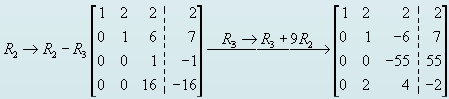 R₂ → R₂ − R₃ [1 2 2 | 2] R₃ → R₃ + 9R₂ [1 2 2 | 2]
[0 1 6 | 7] [0 1 -6 | 7]
[0 0 1 | -1] [0 0 -55 | 55]
[0 0 16 | -16] [0 2 4 | -2]